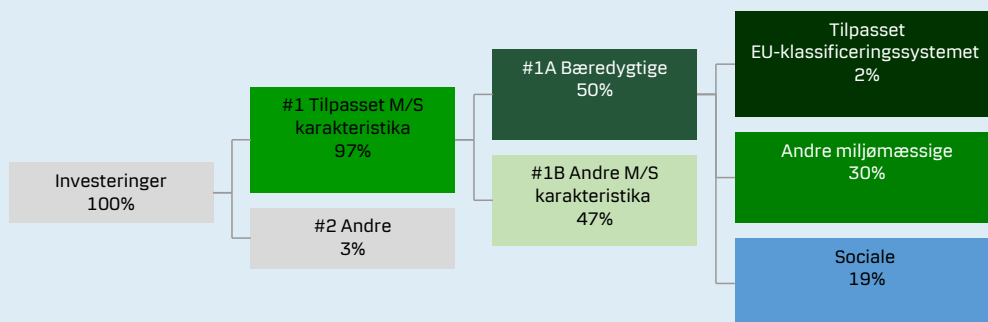 Investeringer
100%
#1 Tilpasset M/S
karakteristika
97%
#2 Andre
3%
#1A Bæredygtige
50%
#1B Andre M/S
karakteristika
47%
Tilpasset
EU-klassificeringssystemet
2%
Andre miljømæssige
30%
Sociale
19%